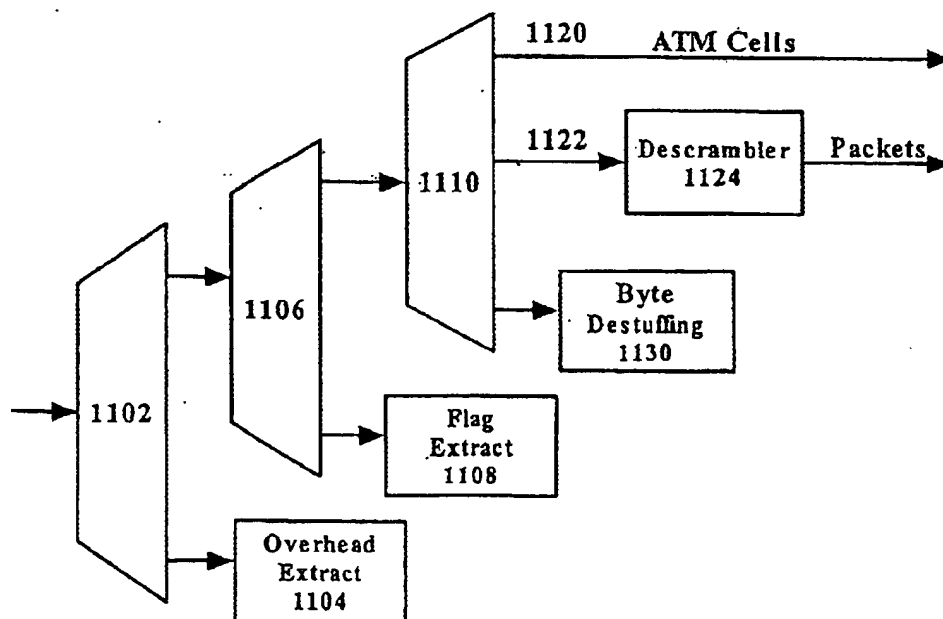 1120 ATM Cells
1122
Descrambler
1124
Packets
1110
1106
Byte
Destuffing
1130
1102
Flag
Extract
1108
Overhead
Extract
1104